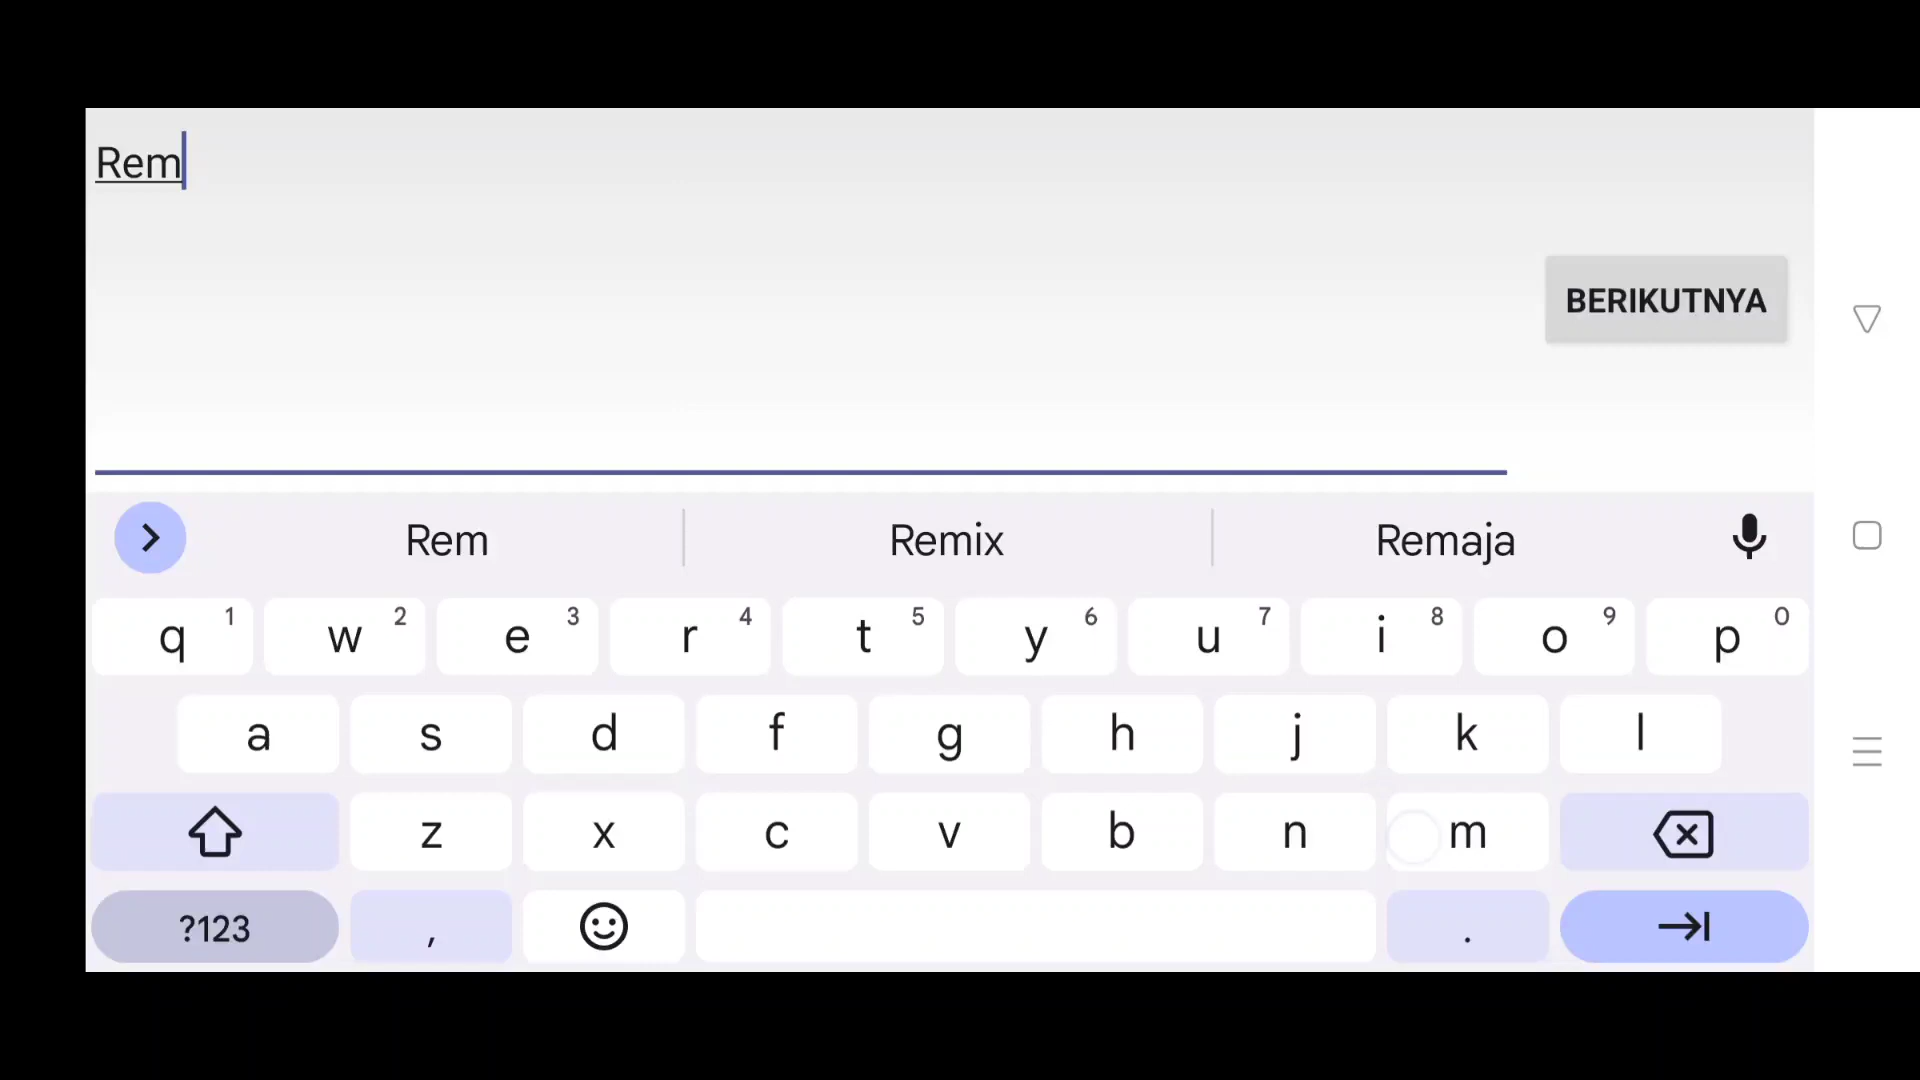 Rem
BERIKUTNYA
Rem Remix Remaja
q 1 w 2 e 3 r 4 t 5 y 6 u 7 i 8 o 9 p 0
a s d f g h j k l
z x c v b n m
?123 , .